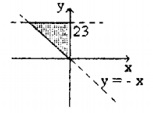 y
23
x
y = - x